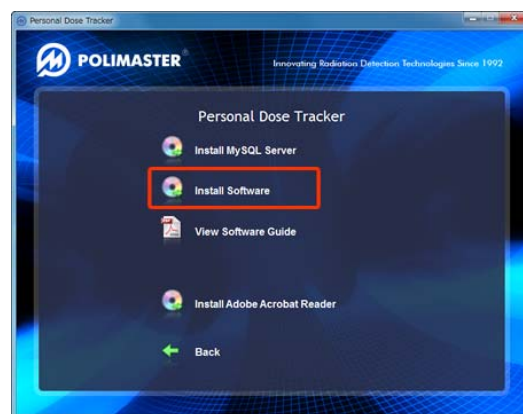 Personal Dose Tracker
POLIMASTER®
Innovating Radiation Detection Technologies Since 1992
Personal Dose Tracker
Install MySQL Server
Install Software
View Software Guide
Install Adobe Acrobat Reader
Back